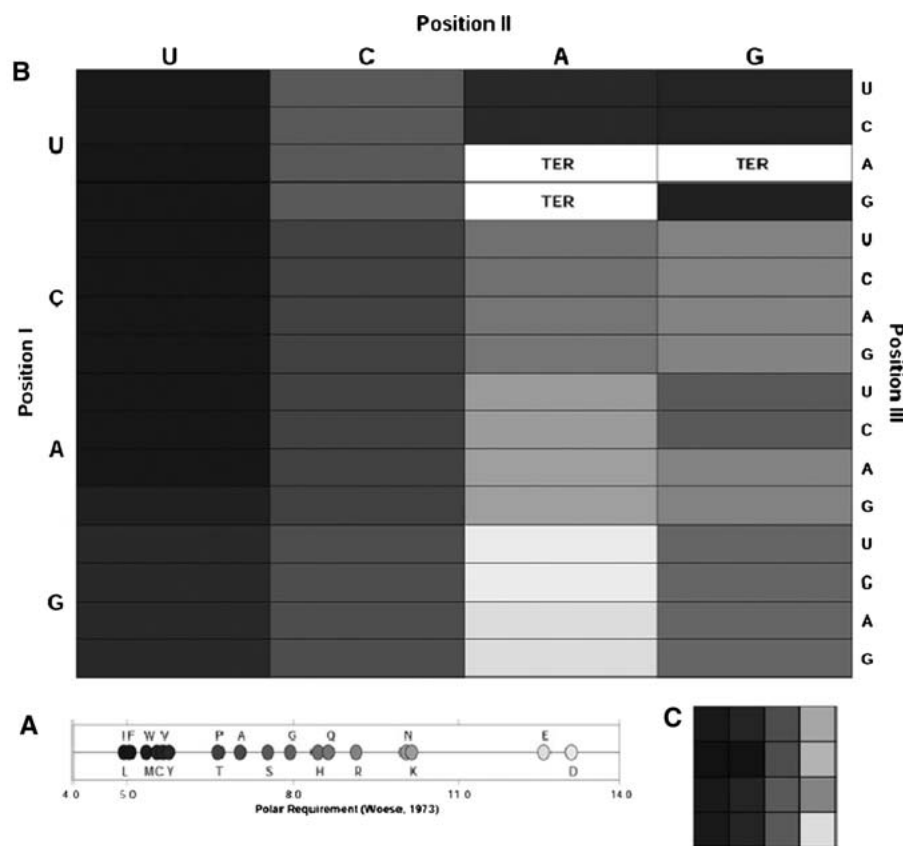 Position II
B
U C A G
U
C
TER TER A
TER G
U
U
C
A
G
C
U
C
A
G
A
U
C
A
G
G
Position I
Position III
A
I F W V P A G Q N E
L M C Y T S H R K D
4.0 5.0 8.0 11.0 14.0
Polar Requirement (Woese, 1973)
C